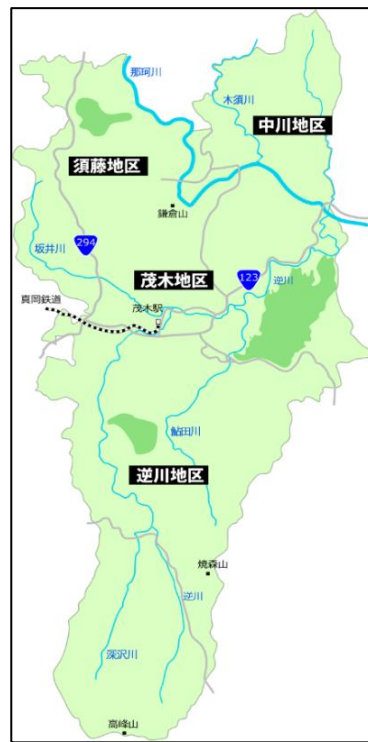 那珂川
木須川
中川地区
須藤地区
鎌倉山
坂井川
294
123
逆川
茂木地区
真岡鉄道
茂木駅
鮎田川
逆川地区
焼森山
逆川
深沢川
高峰山